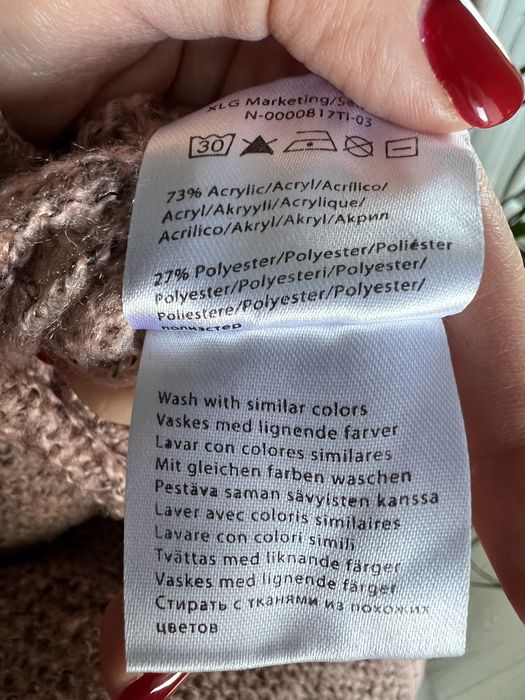 XLG Marketing/
N-0000817TI-03
30
73% Acrylic/Acryl/Acrílico/
Acryl/Akryyli/Acrylique/
Acrilico/Akryl/Akryl/Акрил
27% Polyester/Polyester/Poliéster
Polyester/Polyesteri/Polyester/
Poliestere/Polyester/Polyester/
полиэстер
Wash with similar colors
Vaskes med lignende farver
Lavar con colores similares
Mit gleichen farben waschen
Pestäva saman sävyisten kanssa
Laver avec coloris similaires
Lavare con colori simili
Tvättas med liknande färger
Vaskes med lignende færger
Стирать с тканями из похожих
цветов